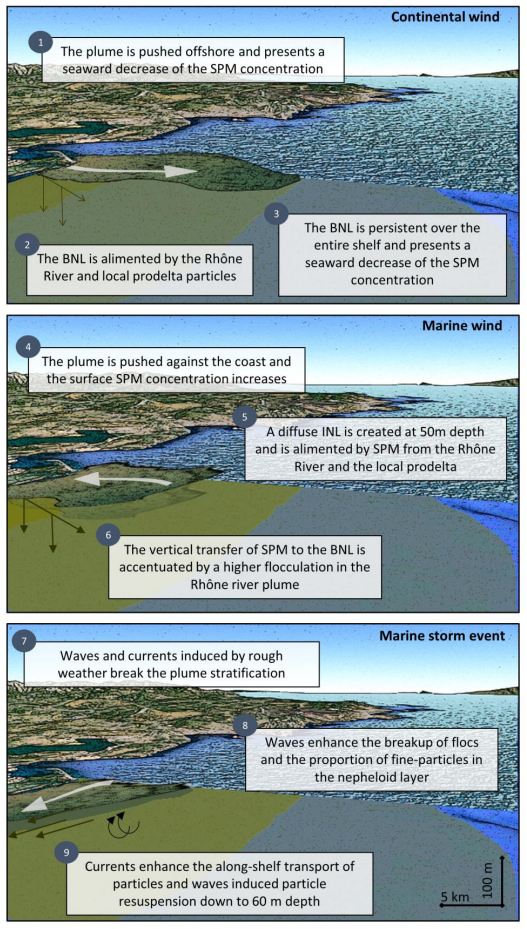 Continental wind
1
The plume is pushed offshore and presents a
seaward decrease of the SPM concentration
2
The BNL is alimented by the Rhône
River and local prodelta particles
3
The BNL is persistent over the
entire shelf and presents a
seaward decrease of the SPM
concentration
Marine wind
4
The plume is pushed against the coast and
the surface SPM concentration increases
5
A diffuse INL is created at 50m depth
and is alimented by SPM from the Rhône
River and the local prodelta
6
The vertical transfer of SPM to the BNL is
accentuated by a higher flocculation in the
Rhône river plume
Marine storm event
7
Waves and currents induced by rough
weather break the plume stratification
8
Waves enhance the breakup of flocs
and the proportion of fine-particles in
the nepheloid layer
9
Currents enhance the along-shelf transport of
particles and waves induced particle
resuspension down to 60 m depth
5 km
100 m